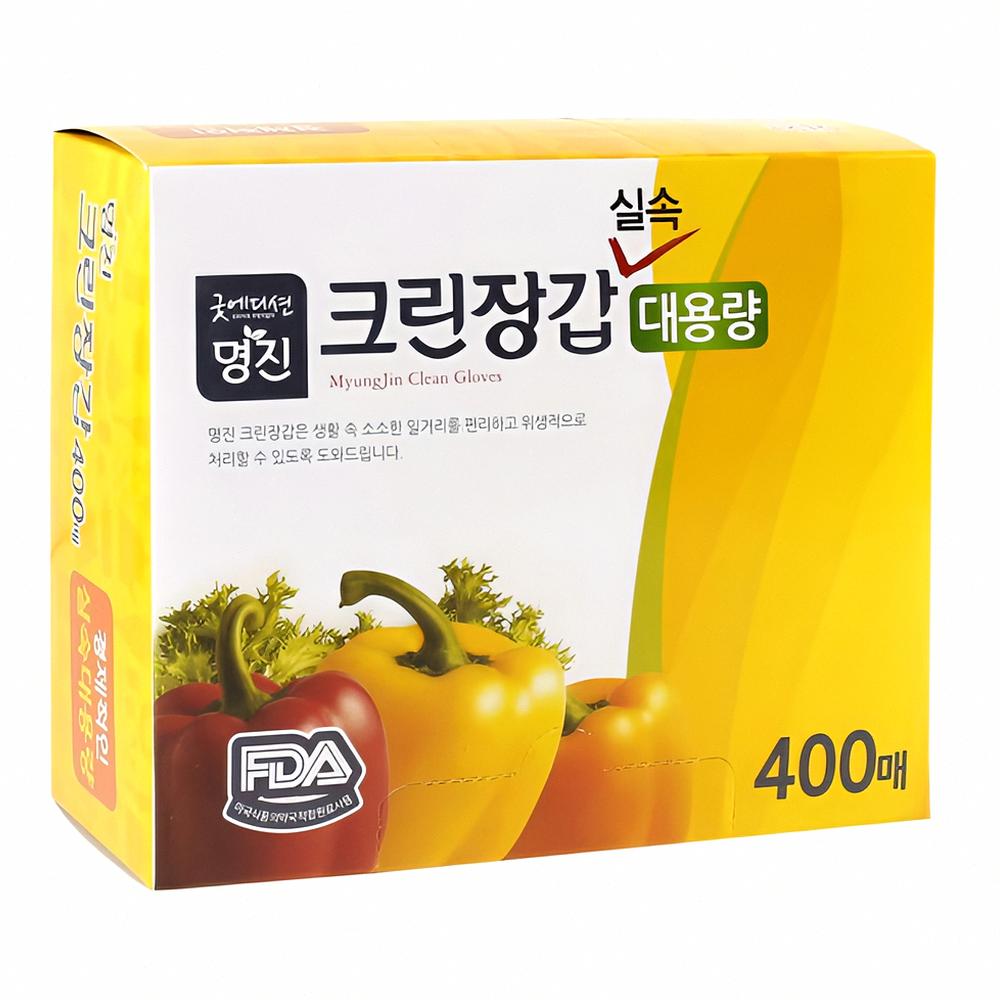 실속
굿에디션
명진
크린장갑 대용량
MyungJin Clean Gloves
명진 크린장갑은 생활 속 소소한 일거리를 편리하고 위생적으로
처리할 수 있도록 도와드립니다.
FDA
400매
명진
크린장갑 400매
경제적인
실속대용량